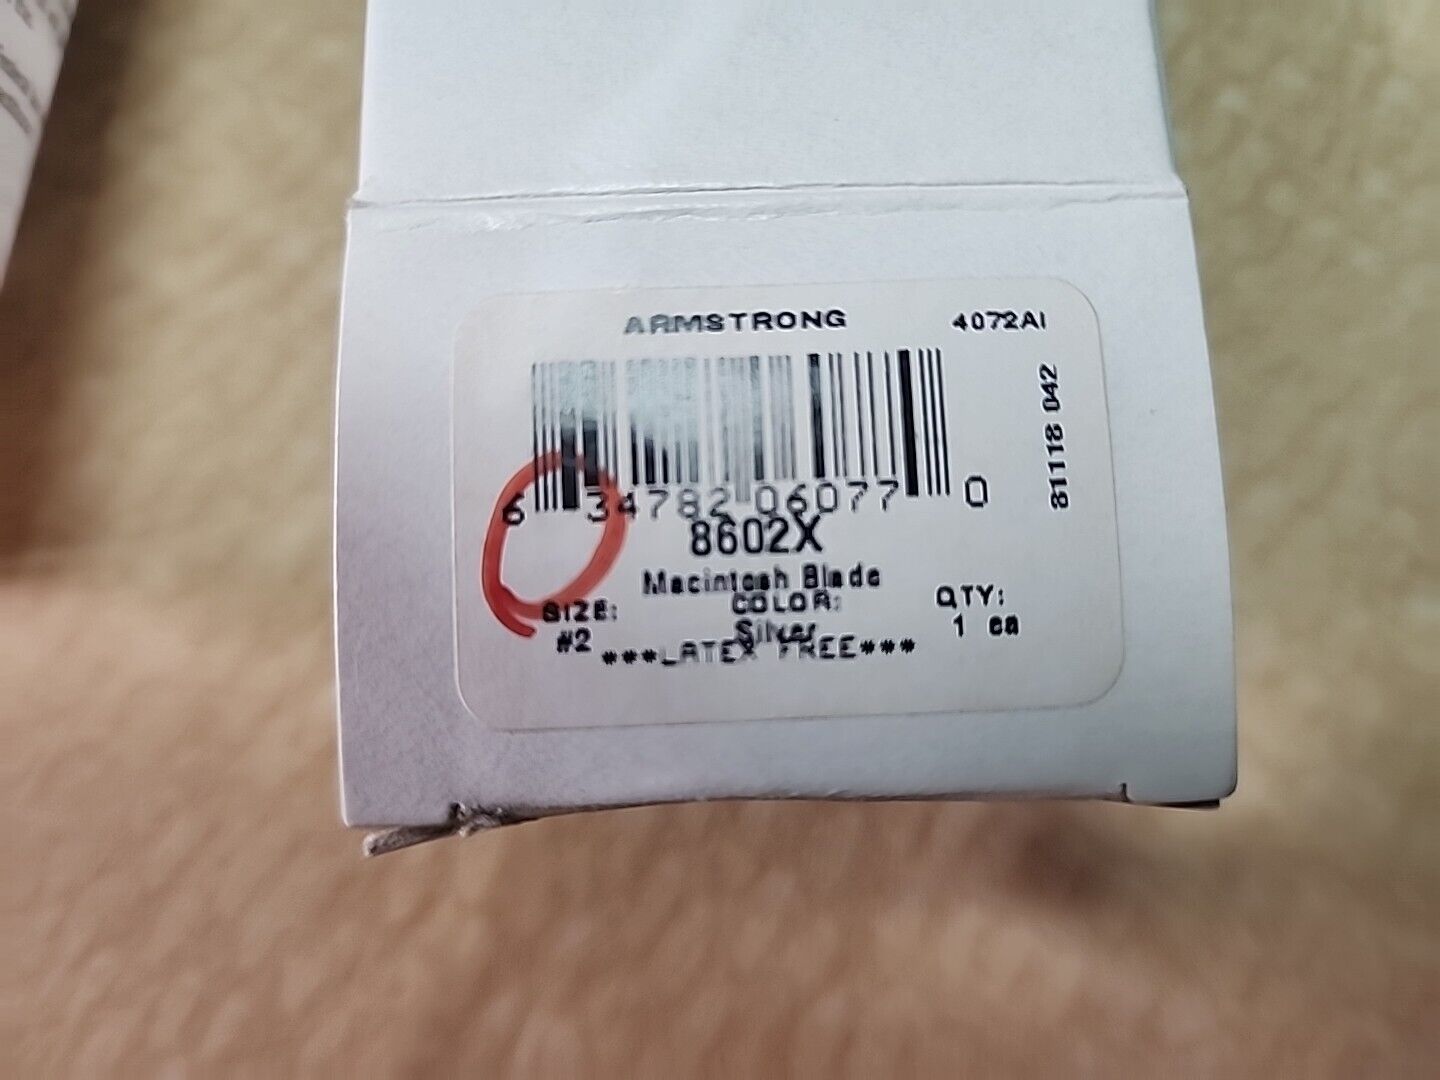 ARMSTRONG 4072AI
81118 042
6 34782 06077 0
8602X
Macintosh Blade
SIZE: COLOR: QTY:
#2 Silver 1 ea
***LATEX FREE***